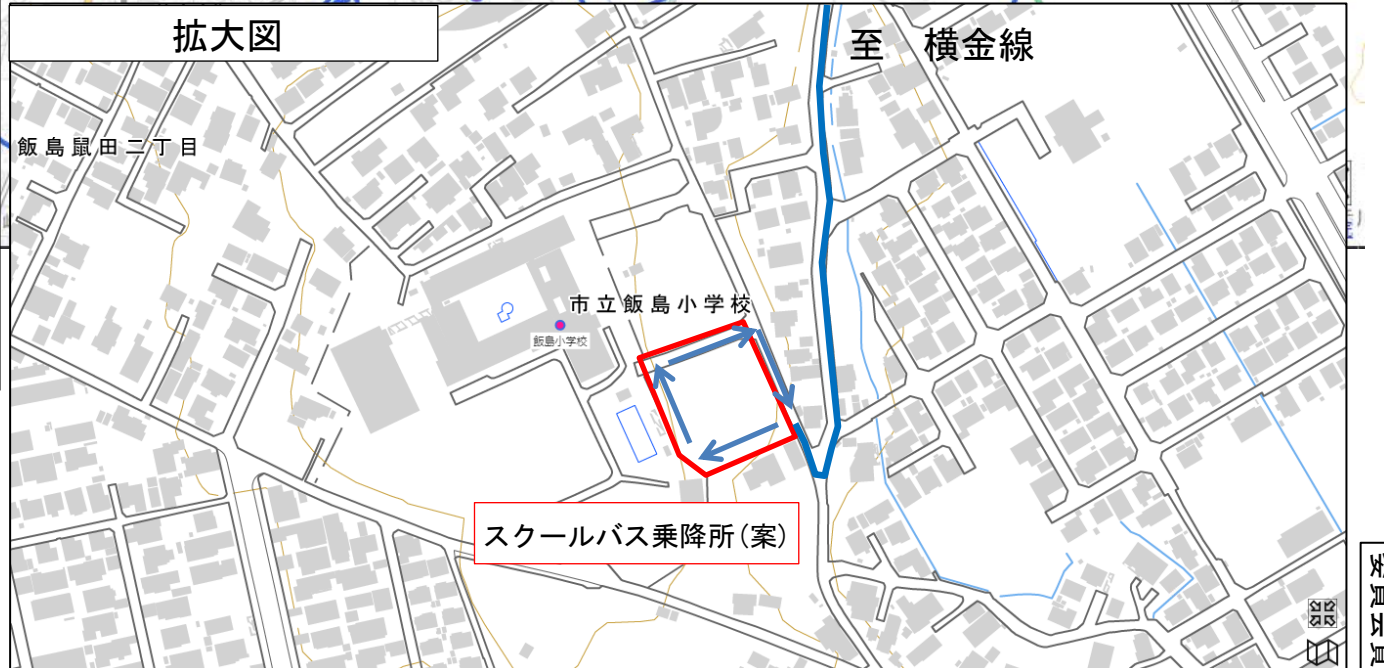 拡大図
至　横金線
飯島鼠田二丁目
市立飯島小学校
飯島小学校
スクールバス乗降所(案)